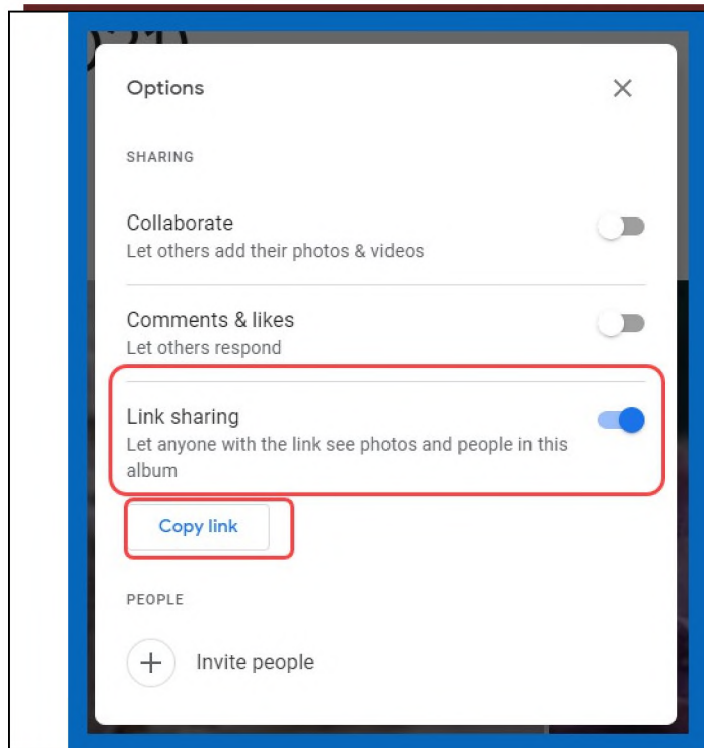 Options
SHARING
Collaborate
Let others add their photos & videos
Comments & likes
Let others respond
Link sharing
Let anyone with the link see photos and people in this
album
Copy link
PEOPLE
Invite people